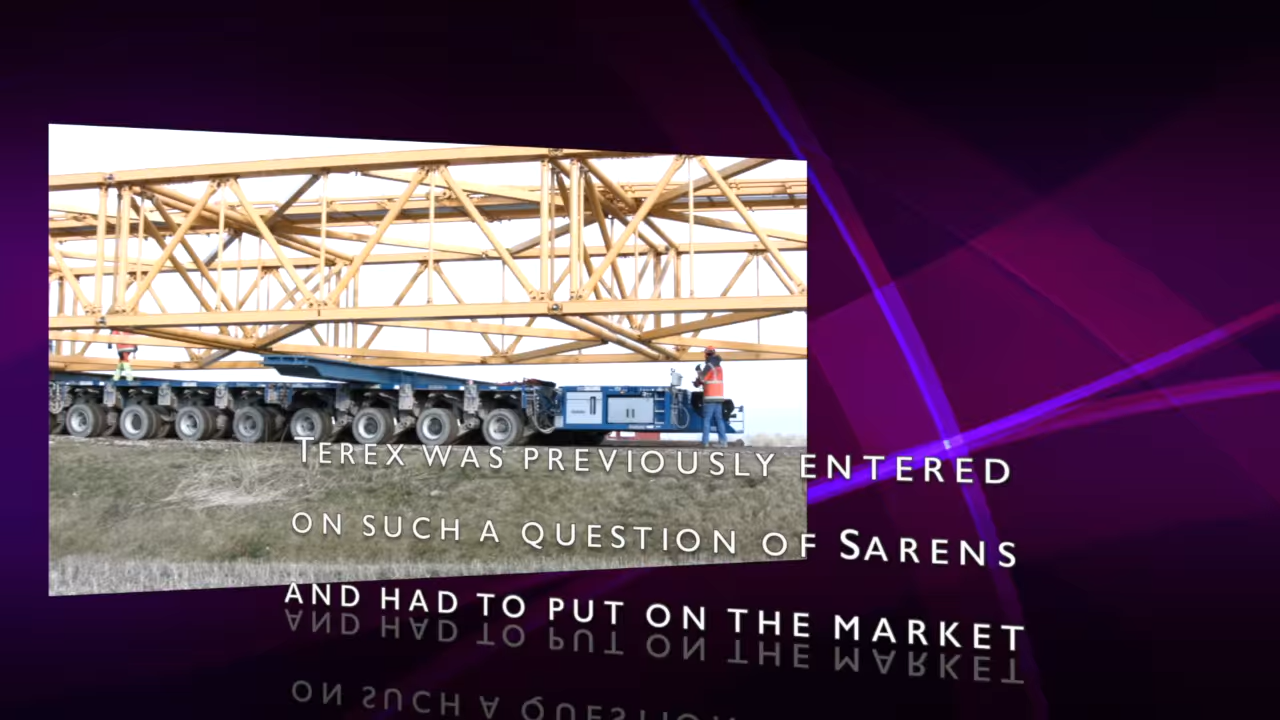 Terex was previously entered
on such a question of Sarens
and had to put on the market